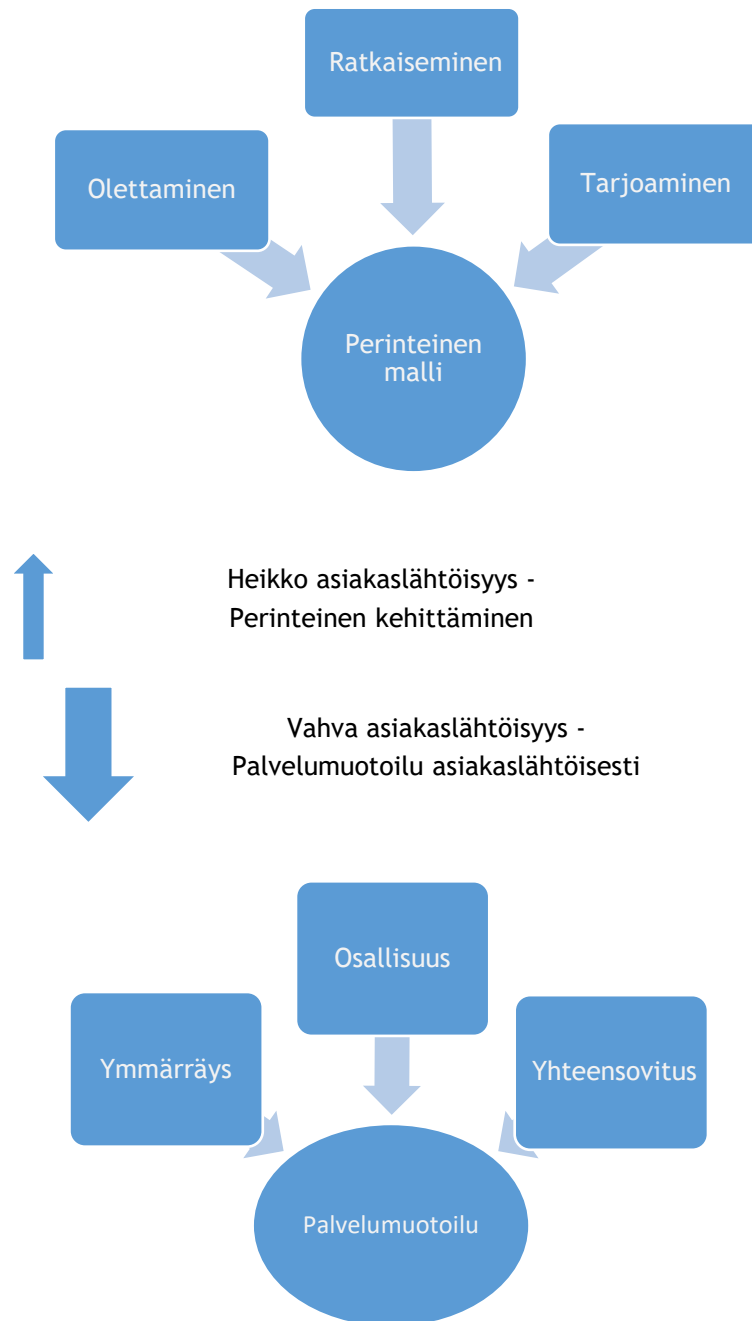 Ratkaiseminen
Olettaminen
Tarjoaminen
Perinteinen
malli
Heikko asiakaslähtöisyys -
Perinteinen kehittäminen
Vahva asiakaslähtöisyys -
Palvelumuotoilu asiakaslähtöisesti
Osallisuus
Ymmärräys
Yhteensovitus
Palvelumuotoilu